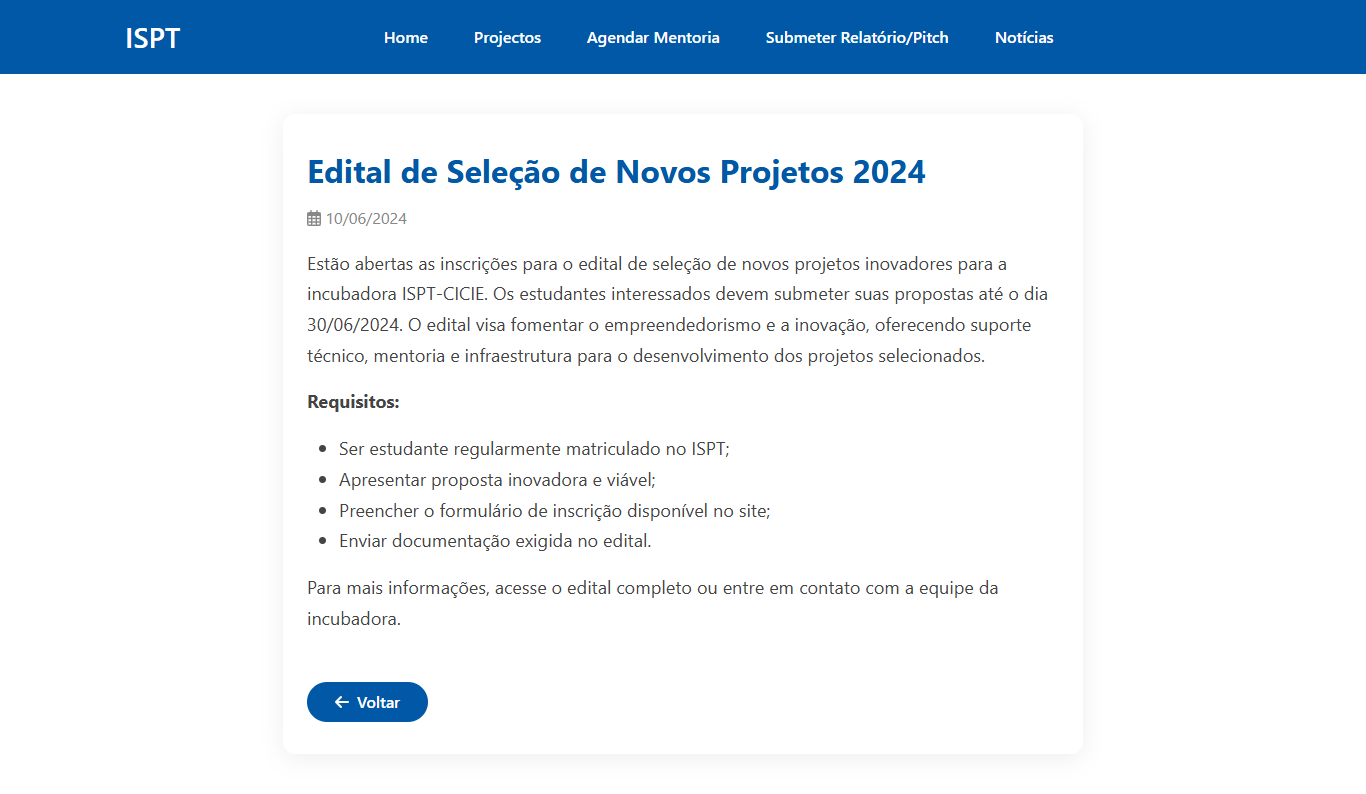 ISPT
Home
Projectos
Agendar Mentoria
Submeter Relatório/Pitch
Notícias
Edital de Seleção de Novos Projetos 2024
10/06/2024
Estão abertas as inscrições para o edital de seleção de novos projetos inovadores para a
incubadora ISPT-CICIE. Os estudantes interessados devem submeter suas propostas até o dia
30/06/2024. O edital visa fomentar o empreendedorismo e a inovação, oferecendo suporte
técnico, mentoria e infraestrutura para o desenvolvimento dos projetos selecionados.
Requisitos:
Ser estudante regularmente matriculado no ISPT;
Apresentar proposta inovadora e viável;
Preencher o formulário de inscrição disponível no site;
Enviar documentação exigida no edital.
Para mais informações, acesse o edital completo ou entre em contato com a equipe da
incubadora.
Voltar